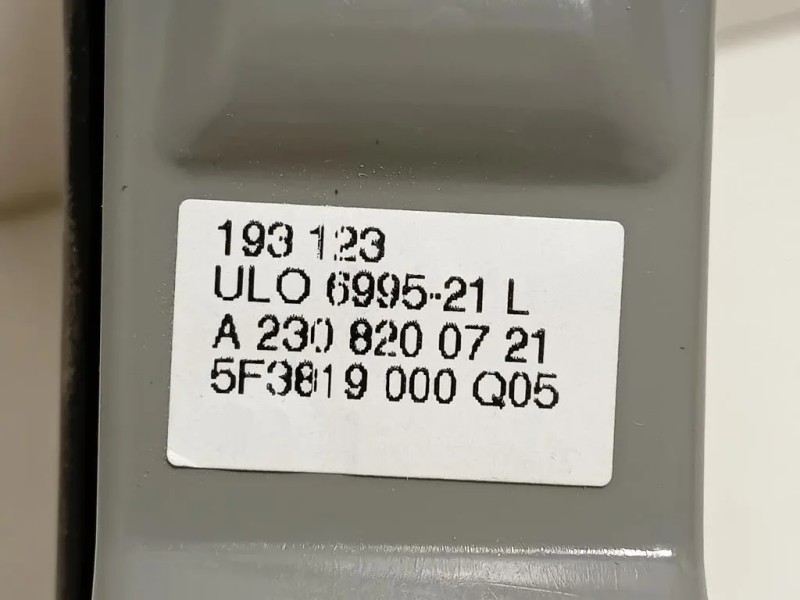 193 123
ULO 6995-21 L
A 230 820 07 21
5F3819 000 Q05